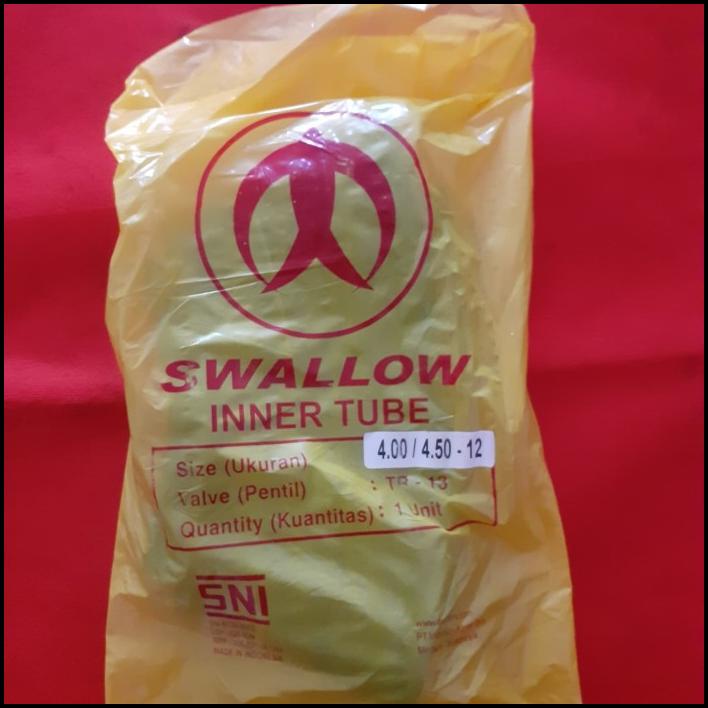 SWALLOW
INNER TUBE
Size (Ukuran) 4.00 / 4.50 - 12
Valve (Pentil) : TR - 13
Quantity (Kuantitas) : 1 Unit
SNI
MADE IN INDONESIA